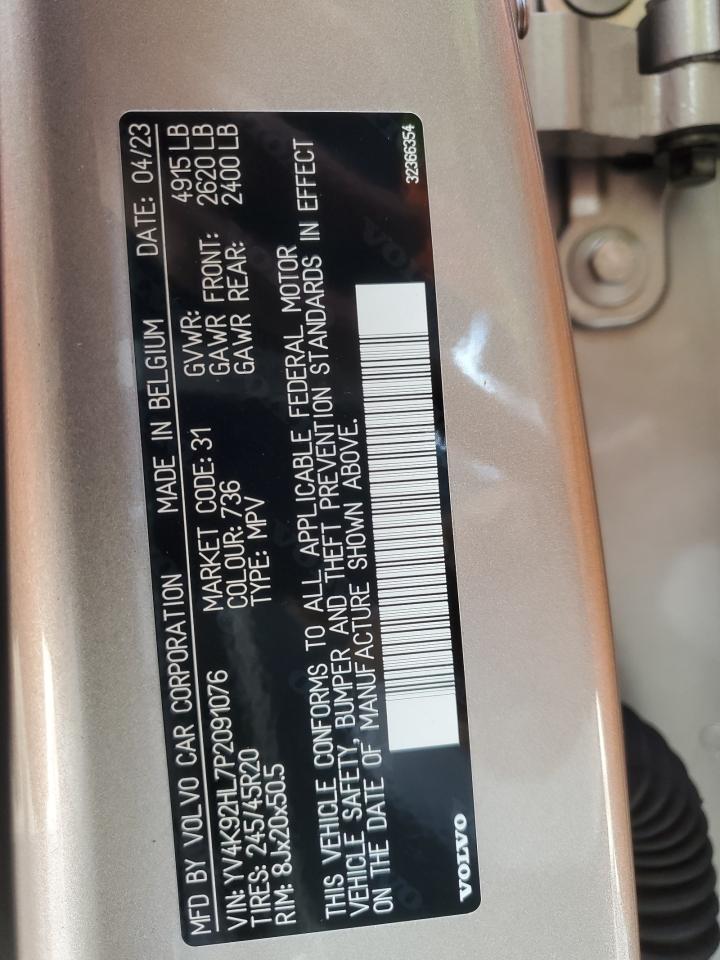 MFD BY VOLVO CAR CORPORATION MADE IN BELGIUM DATE: 04/23
VIN: YV4K92HL7P2091076 MARKET CODE: 31 GVWR: 4915 LB
TIRES: 245/45R20 COLOUR: 736 GAWR FRONT: 2620 LB
RIM: 8Jx20x50.5 TYPE: MPV GAWR REAR: 2400 LB
THIS VEHICLE CONFORMS TO ALL APPLICABLE FEDERAL MOTOR
VEHICLE SAFETY, BUMPER AND THEFT PREVENTION STANDARDS IN EFFECT
ON THE DATE OF MANUFACTURE SHOWN ABOVE.
VOLVO 32366354